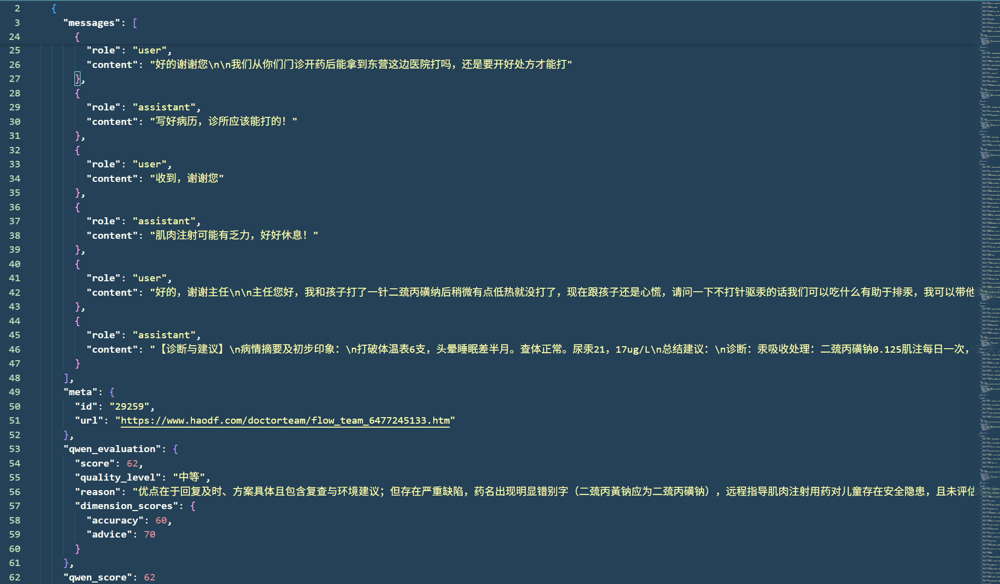 2 {
3 "messages": [
24 {
25 "role": "user",
26 "content": "好的谢谢您\n\n我们从你们门诊开药后能拿到东营这边医院打吗，还是要开好处方才能打"
27 },
28 {
29 "role": "assistant",
30 "content": "写好病历，诊所应该能打的！"
31 },
32 {
33 "role": "user",
34 "content": "收到，谢谢您"
35 },
36 {
37 "role": "assistant",
38 "content": "肌肉注射可能有乏力，好好休息！"
39 },
40 {
41 "role": "user",
42 "content": "好的，谢谢主任\n\n主任您好，我和孩子打了一针二巯丙磺纳后稍微有点低热就没打了，现在跟孩子还是心慌，请问一下不打针驱汞的话我们可以吃什么有助于排汞，我可以带他
43 },
44 {
45 "role": "assistant",
46 "content": "【诊断与建议】\n病情摘要及初步印象：\n打破体温表6支，头晕睡眠差半月。查体正常。尿汞21，17ug/L\n总结建议：\n诊断：汞吸收处理：二巯丙磺钠0.125肌注每日一次，
47 }
48 ],
49 "meta": {
50 "id": "29259",
51 "url": "https://www.haodf.com/doctorteam/flow_team_6477245133.htm"
52 },
53 "qwen_evaluation": {
54 "score": 62,
55 "quality_level": "中等",
56 "reason": "优点在于回复及时、方案具体且包含复查与环境建议；但存在严重缺陷，药名出现明显错别字（二巯丙黃钠应为二巯丙磺钠），远程指导肌肉注射用药对儿童存在安全隐患，且未评估
57 "dimension_scores": {
58 "accuracy": 60,
59 "advice": 70
60 }
61 },
62 "qwen_score": 62